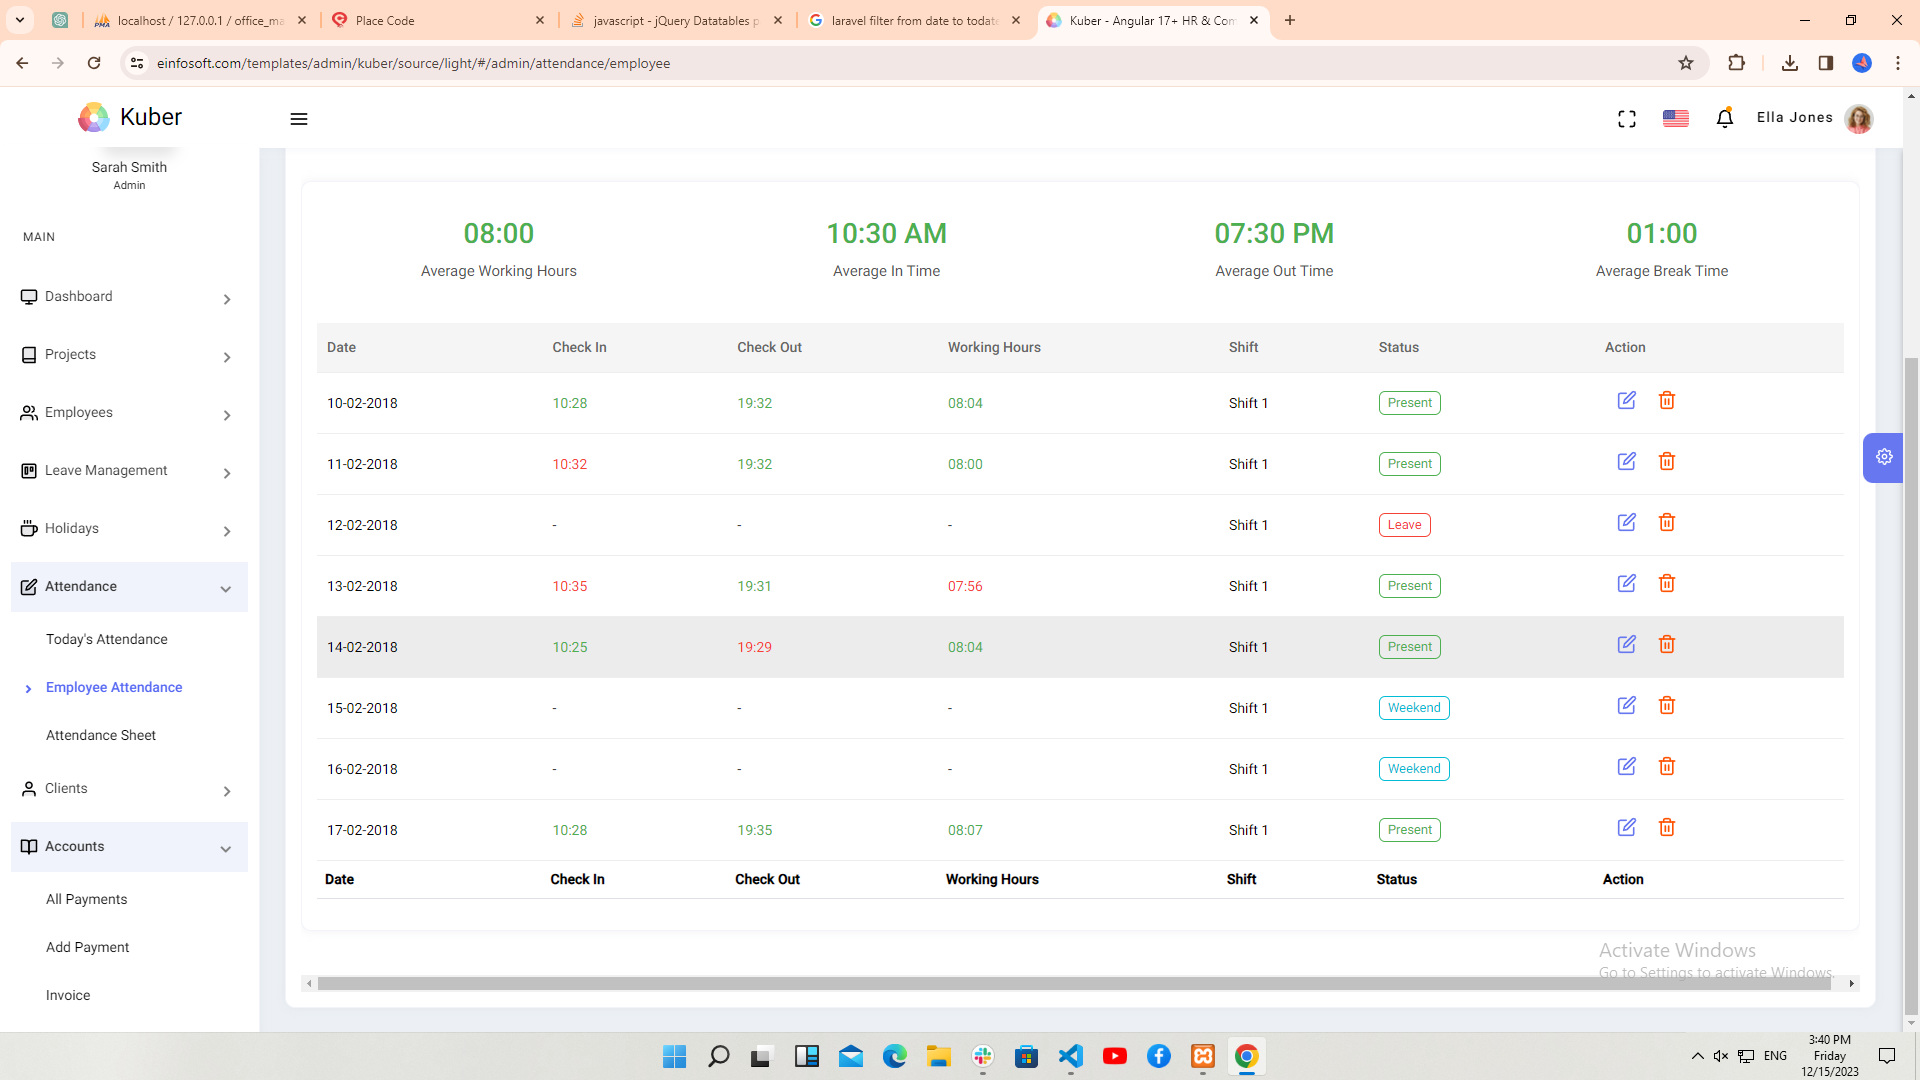 localhost / 127.0.0.1 / office_ma
Place Code
javascript - jQuery Datatables p
laravel filter from date to todate
Kuber - Angular 17+ HR & Com
einfosoft.com/templates/admin/kuber/source/light/#/admin/attendance/employee
Kuber
Ella Jones
Sarah Smith
Admin
MAIN
Dashboard
Projects
Employees
Leave Management
Holidays
Attendance
Today's Attendance
Employee Attendance
Attendance Sheet
Clients
Accounts
All Payments
Add Payment
Invoice
08:00 10:30 AM 07:30 PM 01:00
Average Working Hours Average In Time Average Out Time Average Break Time
Date Check In Check Out Working Hours Shift Status Action
10-02-2018 10:28 19:32 08:04 Shift 1 Present
11-02-2018 10:32 19:32 08:00 Shift 1 Present
12-02-2018 - - - Shift 1 Leave
13-02-2018 10:35 19:31 07:56 Shift 1 Present
14-02-2018 10:25 19:29 08:04 Shift 1 Present
15-02-2018 - - - Shift 1 Weekend
16-02-2018 - - - Shift 1 Weekend
17-02-2018 10:28 19:35 08:07 Shift 1 Present
Date Check In Check Out Working Hours Shift Status Action
Activate Windows
Go to Settings to activate Windows.
ENG
3:40 PM
Friday
12/15/2023